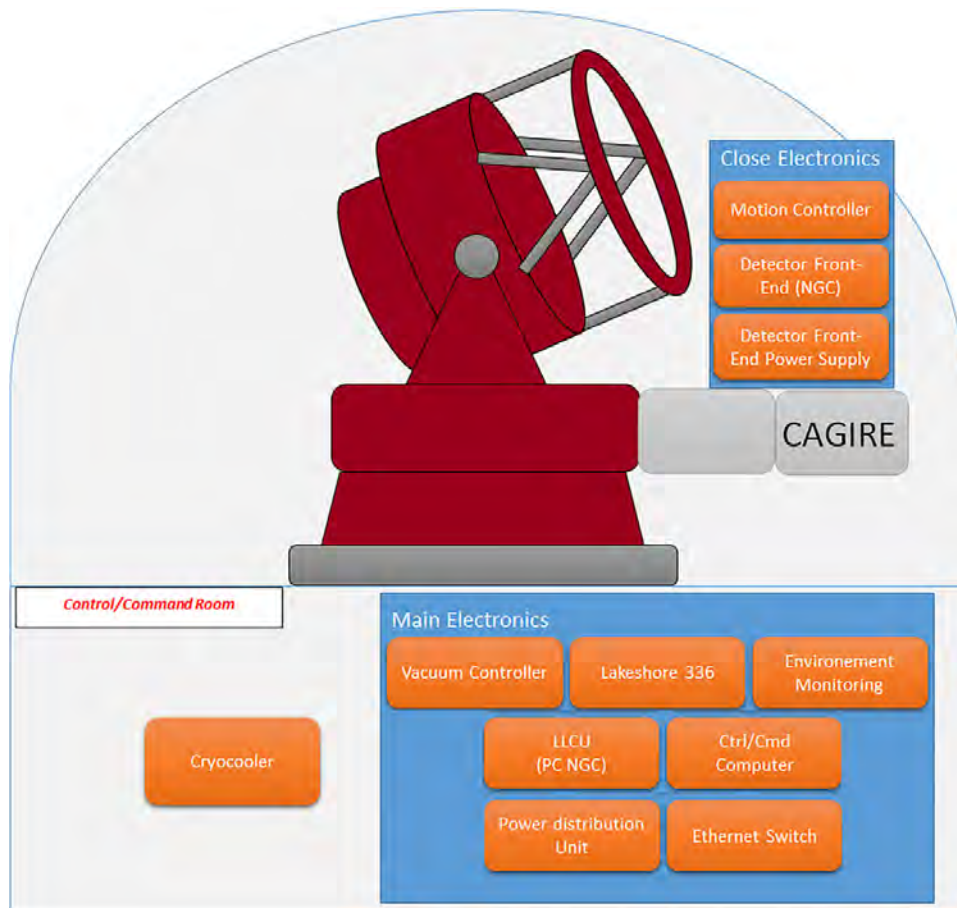 Close Electronics
Motion Controller
Detector Front-
End (NGC)
Detector Front-
End Power Supply
CAGIRE
Control/Command Room
Main Electronics
Vacuum Controller
Lakeshore 336
Environement
Monitoring
Cryocooler
LLCU
(PC NGC)
Ctrl/Cmd
Computer
Power distribution
Unit
Ethernet Switch